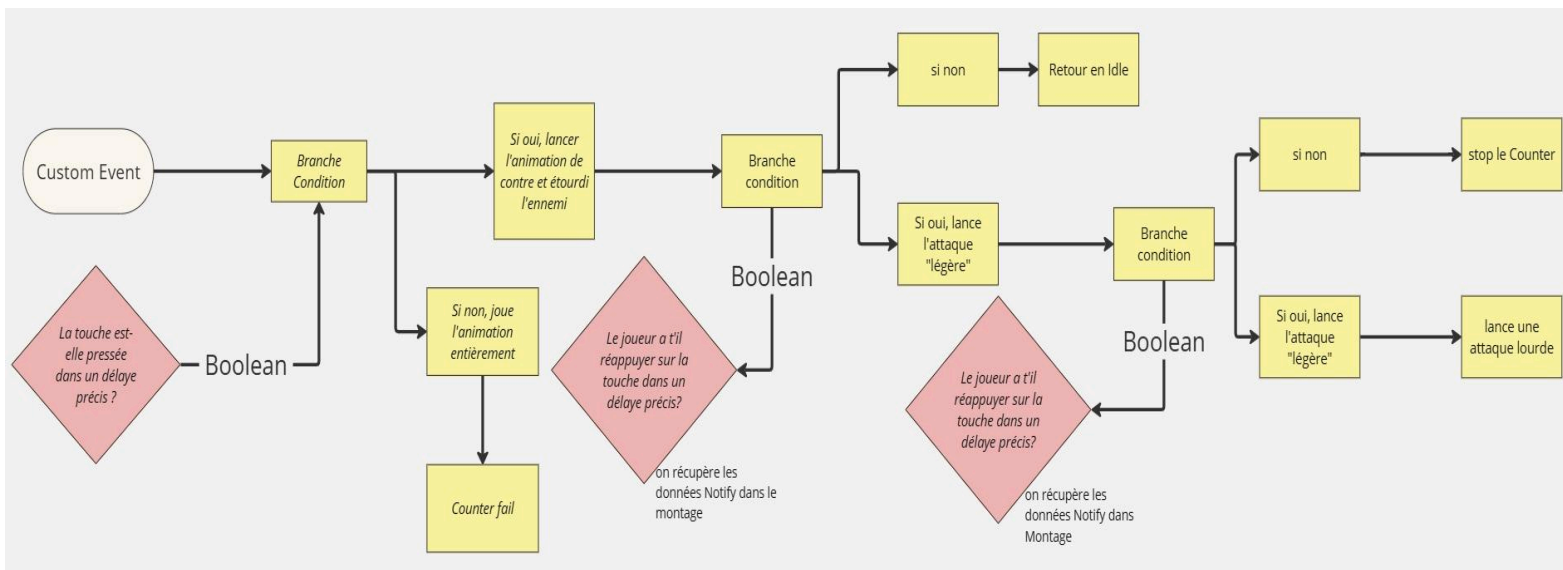 Custom Event
Branche
Condition
La touche est-
elle pressée
dans un délaye
précis ?
Boolean
Si oui, lancer
l'animation de
contre et étourdi
l'ennemi
Si non, joue
l'animation
entièrement
Counter fail
Branche
condition
Boolean
Le joueur a t'il
réappuyer sur la
touche dans un
délaye précis?
on récupère les
données Notify dans le
montage
si non
Retour en Idle
Si oui, lance
l'attaque
"légère"
Branche
condition
Boolean
Le joueur a t'il
réappuyer sur la
touche dans un
délaye précis?
on récupère les
données Notify dans
Montage
si non
stop le Counter
Si oui, lance
l'attaque
"légère"
lance une
attaque lourde